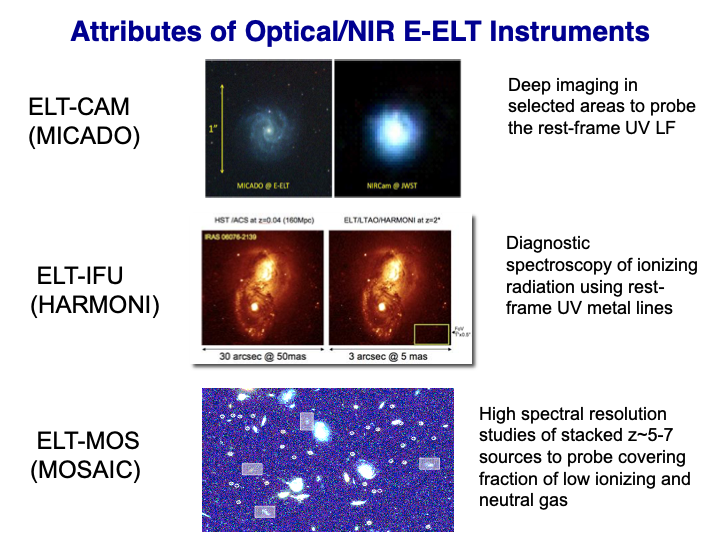 Attributes of Optical/NIR E-ELT Instruments
ELT-CAM
(MICADO)
1"
MICADO @ E-ELT
NIRCam @ JWST
Deep imaging in
selected areas to probe
the rest-frame UV LF
ELT-IFU
(HARMONI)
HST /ACS at z=0.04 (160Mpc)
ELT/LTAO/HARMONI at z=2*
IRAS 06076-2139
FoV
1"x0.5"
30 arcsec @ 50mas
3 arcsec @ 5 mas
Diagnostic
spectroscopy of ionizing
radiation using rest-
frame UV metal lines
ELT-MOS
(MOSAIC)
High spectral resolution
studies of stacked z~5-7
sources to probe covering
fraction of low ionizing and
neutral gas